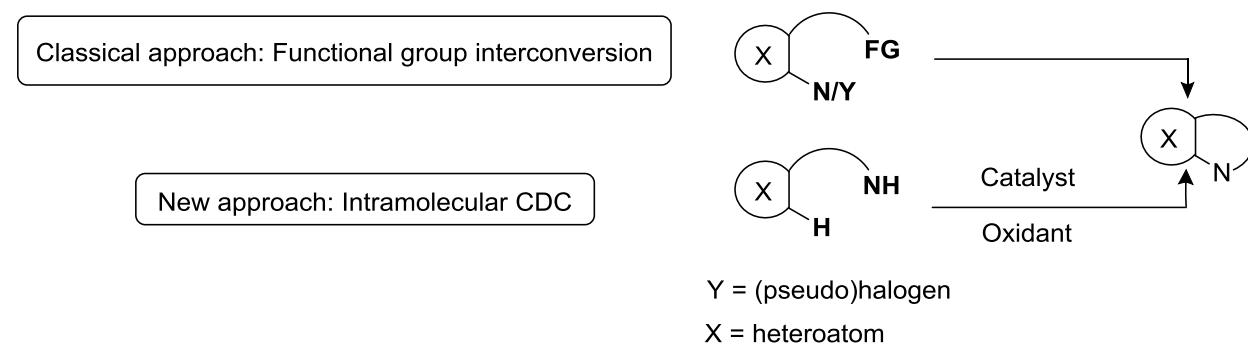 Classical approach: Functional group interconversion
X
FG
N/Y
X
N
New approach: Intramolecular CDC
X
NH
H
Catalyst
Oxidant
Y = (pseudo)halogen
X = heteroatom